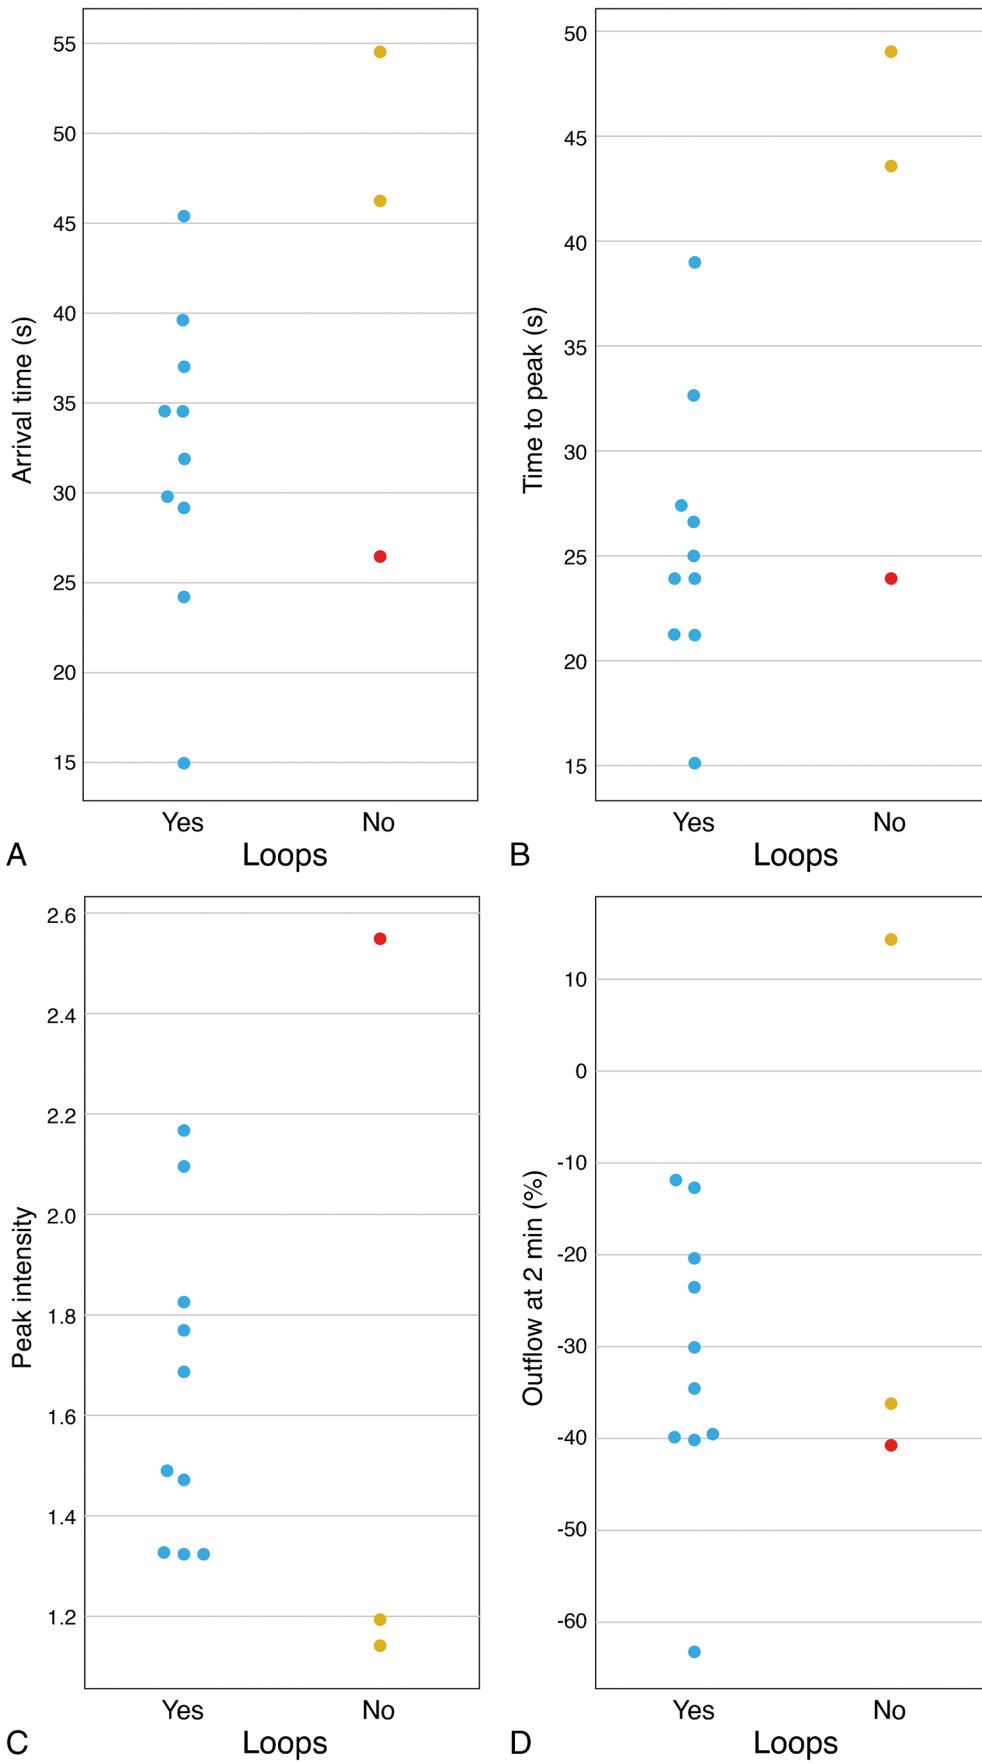 55
50
45
40
35
30
25
20
15
Arrival time (s)
Yes
No
Loops
A
50
45
40
35
30
25
20
15
Time to peak (s)
Yes
No
Loops
B
2.6
2.4
2.2
2.0
1.8
1.6
1.4
1.2
Peak intensity
Yes
No
Loops
C
10
0
-10
-20
-30
-40
-50
-60
Outflow at 2 min (%)
Yes
No
Loops
D